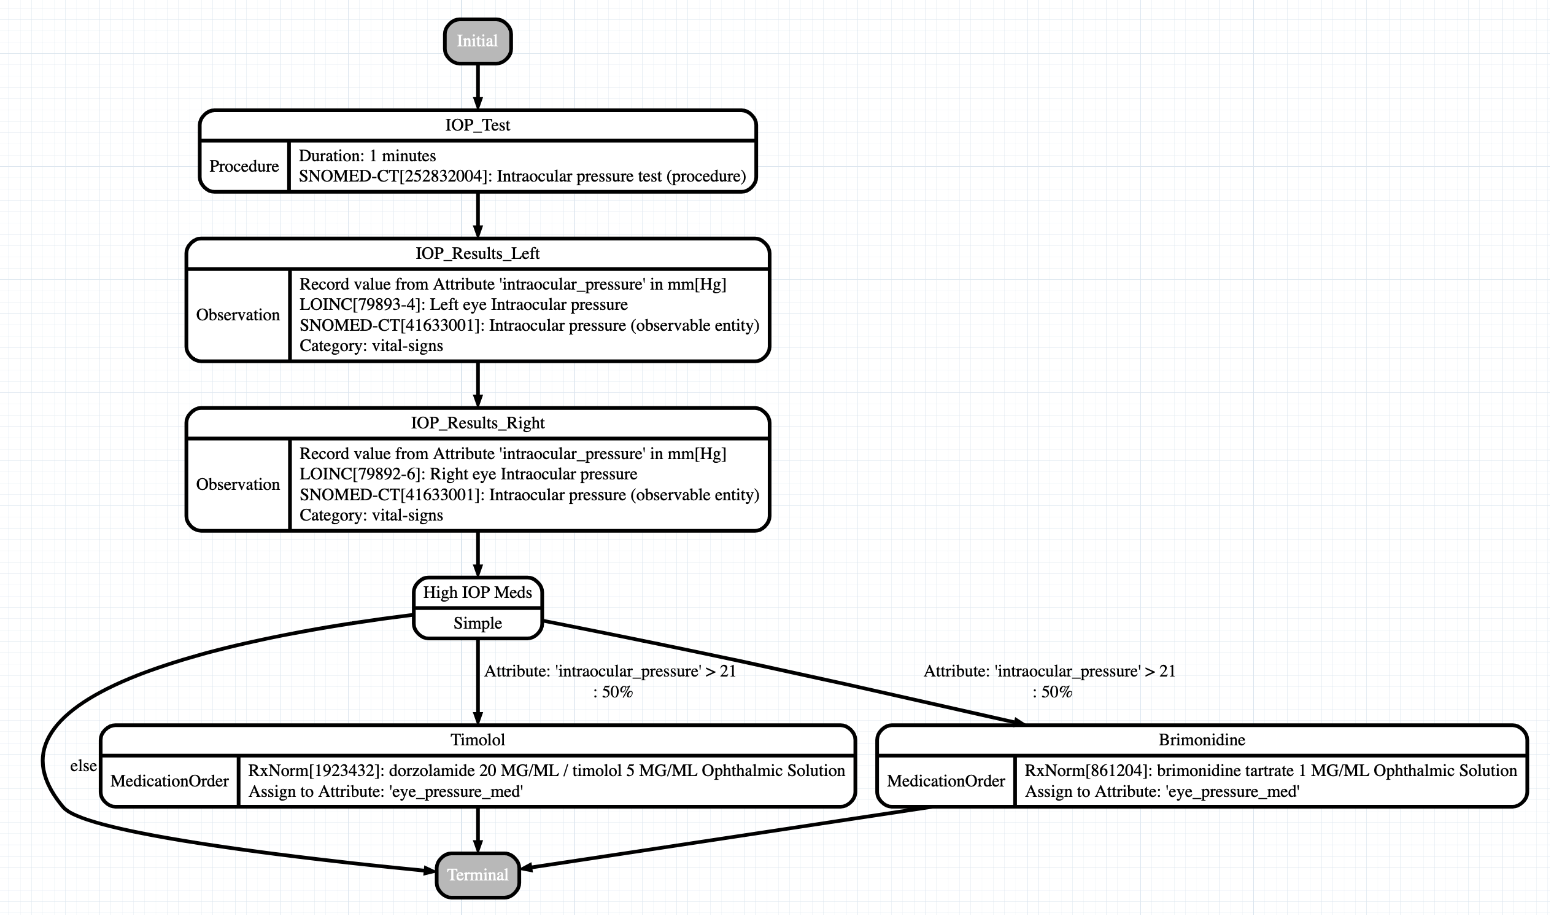 Initial
IOP_Test
Procedure
Duration: 1 minutes
SNOMED-CT[252832004]: Intraocular pressure test (procedure)
IOP_Results_Left
Observation
Record value from Attribute 'intraocular_pressure' in mm[Hg]
LOINC[79893-4]: Left eye Intraocular pressure
SNOMED-CT[41633001]: Intraocular pressure (observable entity)
Category: vital-signs
IOP_Results_Right
Observation
Record value from Attribute 'intraocular_pressure' in mm[Hg]
LOINC[79892-6]: Right eye Intraocular pressure
SNOMED-CT[41633001]: Intraocular pressure (observable entity)
Category: vital-signs
High IOP Meds
Simple
Attribute: 'intraocular_pressure' > 21
: 50%
Attribute: 'intraocular_pressure' > 21
: 50%
else
Timolol
MedicationOrder
RxNorm[1923432]: dorzolamide 20 MG/ML / timolol 5 MG/ML Ophthalmic Solution
Assign to Attribute: 'eye_pressure_med'
Brimonidine
MedicationOrder
RxNorm[861204]: brimonidine tartrate 1 MG/ML Ophthalmic Solution
Assign to Attribute: 'eye_pressure_med'
Terminal